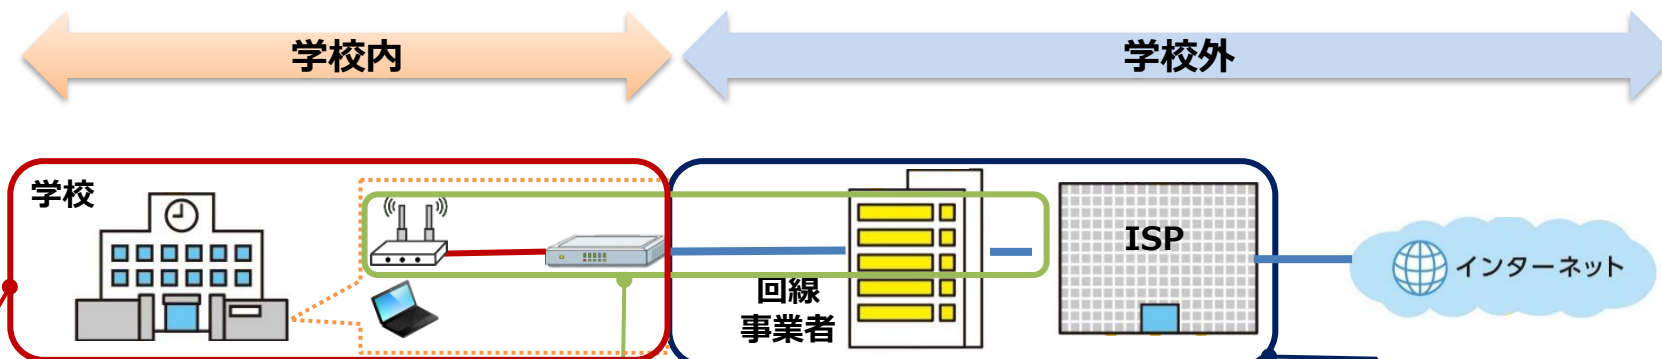 学校内
学校外
学校
ISP
インターネット
回線
事業者